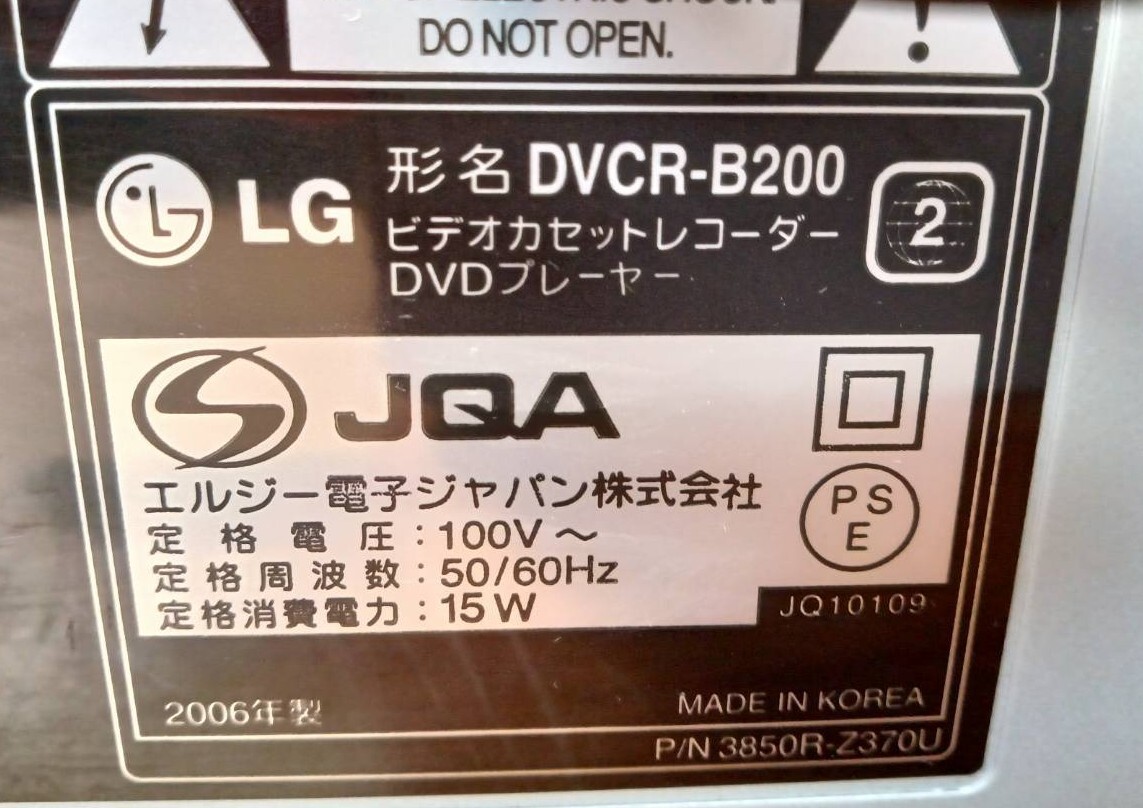 DO NOT OPEN.
LG
形名 DVCR-B200
ビデオカセットレコーダー
DVDプレーヤー
2
JQA
エルジー電子ジャパン株式会社
定格電圧:100V~
定格周波数:50/60Hz
定格消費電力:15W
PS
E
JQ10109
2006年製
MADE IN KOREA
P/N 3850R-Z370U